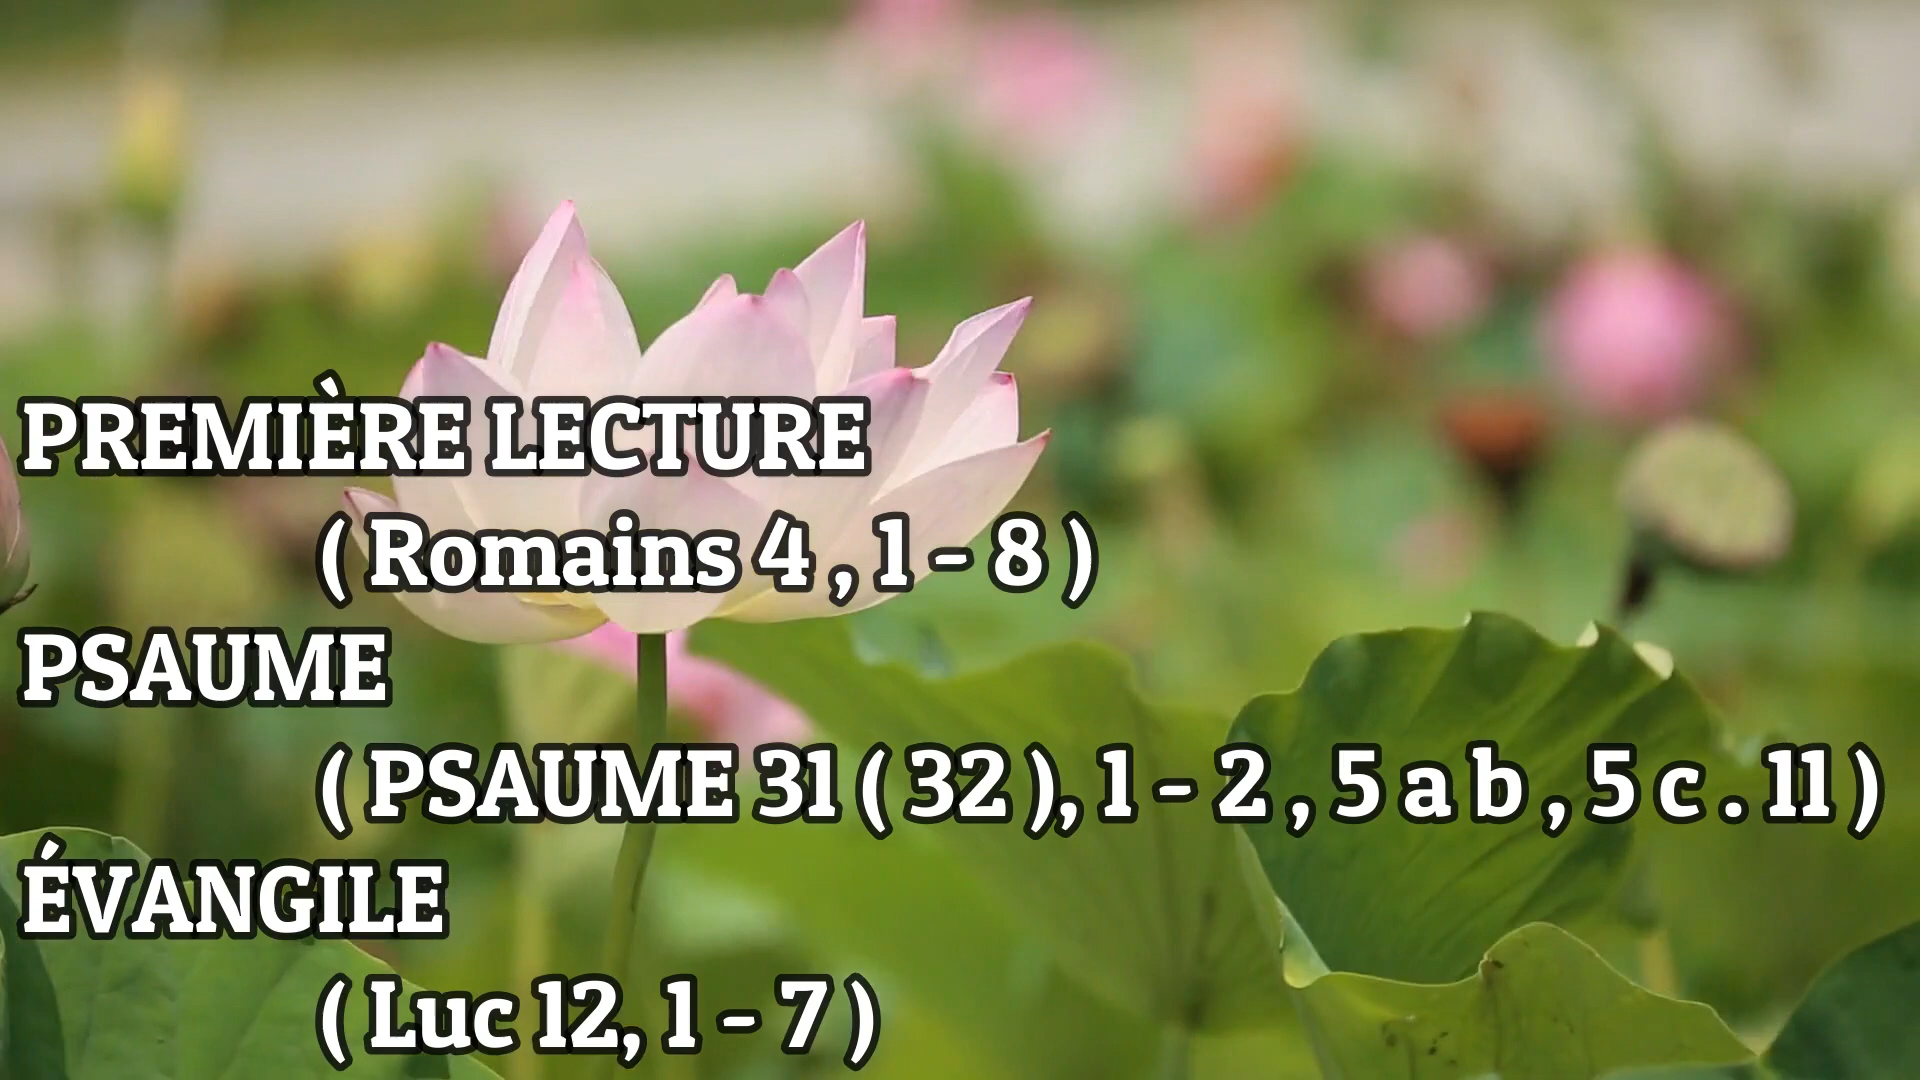 PREMIÈRE LECTURE
( Romains 4 , 1 - 8 )
PSAUME
( PSAUME 31 ( 32 ), 1 - 2 , 5 a b , 5 c . 11 )
ÉVANGILE
( Luc 12, 1 - 7 )